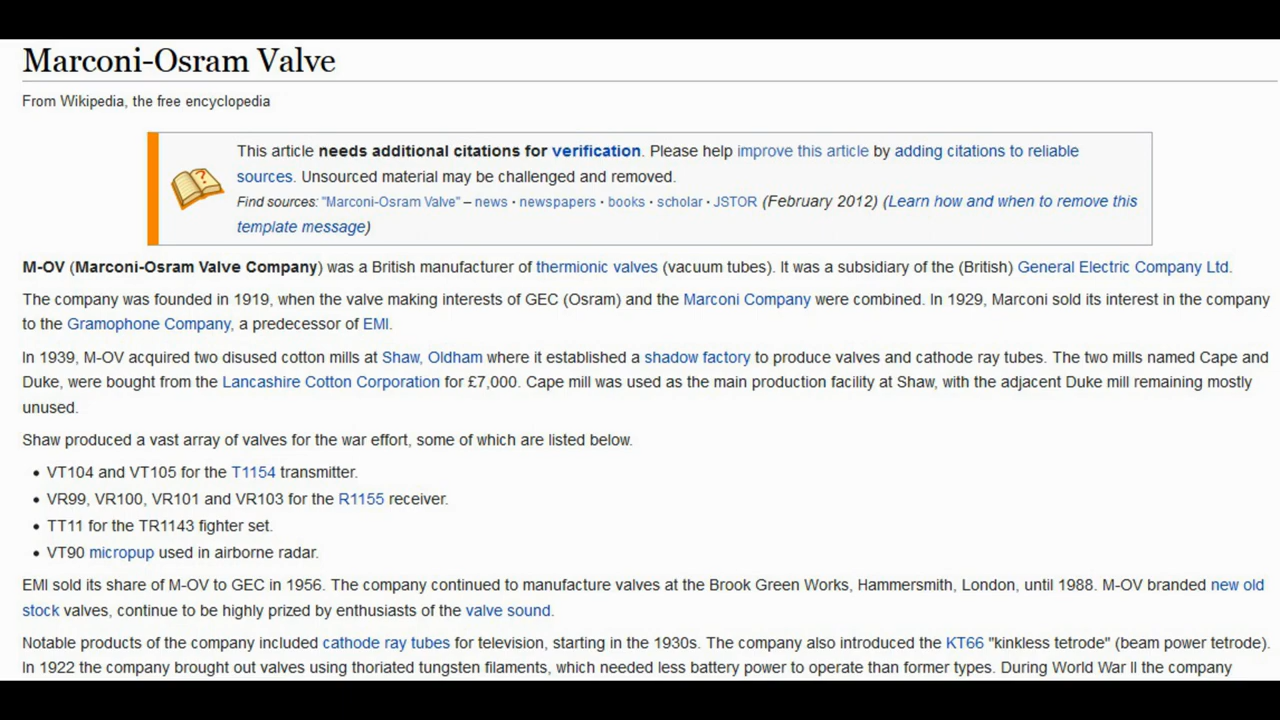 Marconi-Osram Valve
From Wikipedia, the free encyclopedia
This article needs additional citations for verification. Please help improve this article by adding citations to reliable
sources. Unsourced material may be challenged and removed.
Find sources: "Marconi-Osram Valve" – news · newspapers · books · scholar · JSTOR (February 2012) (Learn how and when to remove this
template message)
M-OV (Marconi-Osram Valve Company) was a British manufacturer of thermionic valves (vacuum tubes). It was a subsidiary of the (British) General Electric Company Ltd.
The company was founded in 1919, when the valve making interests of GEC (Osram) and the Marconi Company were combined. In 1929, Marconi sold its interest in the company
to the Gramophone Company, a predecessor of EMI.
In 1939, M-OV acquired two disused cotton mills at Shaw, Oldham where it established a shadow factory to produce valves and cathode ray tubes. The two mills named Cape and
Duke, were bought from the Lancashire Cotton Corporation for £7,000. Cape mill was used as the main production facility at Shaw, with the adjacent Duke mill remaining mostly
unused.
Shaw produced a vast array of valves for the war effort, some of which are listed below.
• VT104 and VT105 for the T1154 transmitter.
• VR99, VR100, VR101 and VR103 for the R1155 receiver.
• TT11 for the TR1143 fighter set.
• VT90 micropup used in airborne radar.
EMI sold its share of M-OV to GEC in 1956. The company continued to manufacture valves at the Brook Green Works, Hammersmith, London, until 1988. M-OV branded new old
stock valves, continue to be highly prized by enthusiasts of the valve sound.
Notable products of the company included cathode ray tubes for television, starting in the 1930s. The company also introduced the KT66 "kinkless tetrode" (beam power tetrode).
In 1922 the company brought out valves using thoriated tungsten filaments, which needed less battery power to operate than former types. During World War II the company